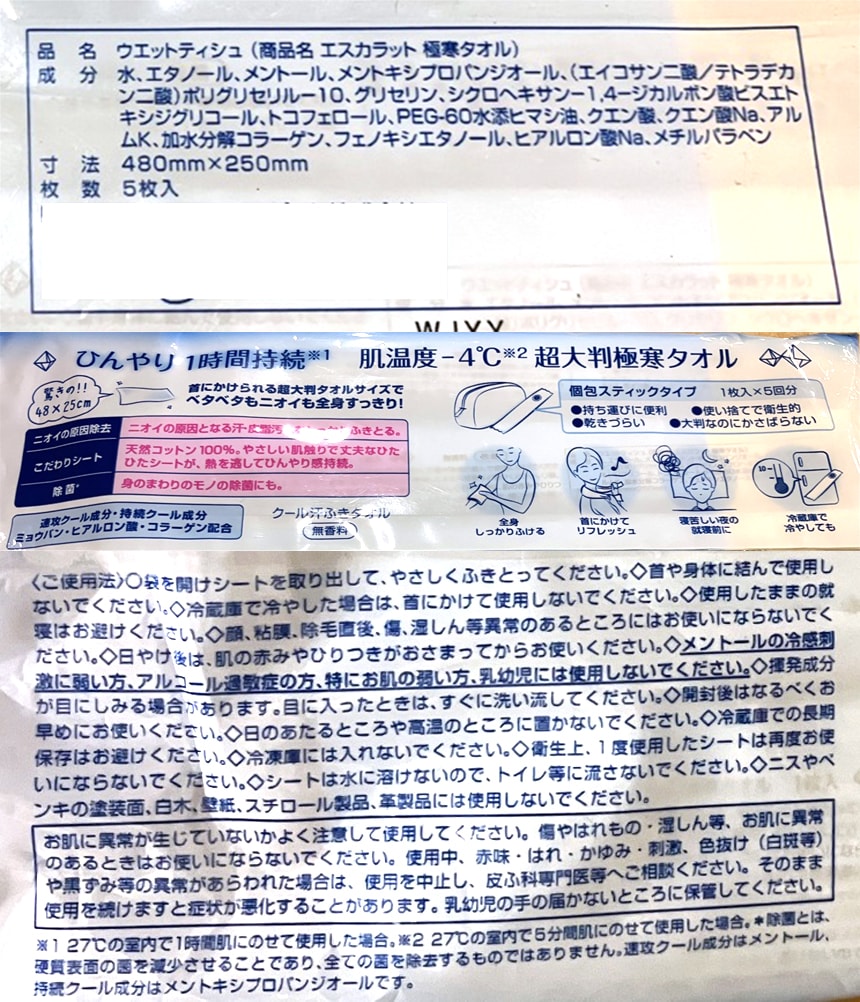 品 名 ウエットティシュ（商品名 エスカラット 極寒タオル）
成 分 水、エタノール、メントール、メントキシプロパンジオール、（エイコサン二酸／テトラデカ
ン二酸）ポリグリセリル－10、グリセリン、シクロヘキサン－1,4－ジカルボン酸ビスエト
キシジグリコール、トコフェロール、PEG-60水添ヒマシ油、クエン酸、クエン酸Na、アル
ムK、加水分解コラーゲン、フェノキシエタノール、ヒアルロン酸Na、メチルパラベン
寸 法 480mm×250mm
枚 数 5枚入
ひんやり1時間持続※1 肌温度－4℃※2 超大判極寒タオル
驚きの!!
48×25cm
首にかけられる超大判タオルサイズで
ベタベタもニオイも全身すっきり!
ニオイの原因除去 ニオイの原因となる汗・皮脂汚 ふきとる。
こだわりシート 天然コットン100%。やさしい肌触りで丈夫なひた
ひたシートが、熱を逃してひんやり感持続。
除菌* 身のまわりのモノの除菌にも。
速攻クール成分・持続クール成分
ミョウバン・ヒアルロン酸・コラーゲン配合
クール汗ふきタオル
無香料
個包スティックタイプ 1枚入×5回分
●持ち運びに便利 ●使い捨てで衛生的
●乾きづらい ●大判なのにかさばらない
全身
しっかりふける
首にかけて
リフレッシュ
寝苦しい夜の
就寝前に
10
冷蔵庫で
冷やしても
〈ご使用法〉〇袋を開けシートを取り出して、やさしくふきとってください。◇首や身体に結んで使用し
ないでください。◇冷蔵庫で冷やした場合は、首にかけて使用しないでください。◇使用したままの就
寝はお避けください。◇顔、粘膜、除毛直後、傷、湿しん等異常のあるところにはお使いにならないでく
ださい。◇日やけ後は、肌の赤みやひりつきがおさまってからお使いください。◇メントールの冷感刺
激に弱い方、アルコール過敏症の方、特にお肌の弱い方、乳幼児には使用しないでください。◇揮発成分
が目にしみる場合があります。目に入ったときは、すぐに洗い流してください。◇開封後はなるべくお
早めにお使いください。◇日のあたるところや高温のところに置かないでください。◇冷蔵庫での長期
保存はお避けください。◇冷凍庫には入れないでください。◇衛生上、1度使用したシートは再度お使
いにならないでください。◇シートは水に溶けないので、トイレ等に流さないでください。◇ニスやペ
ンキの塗装面、白木、壁紙、スチロール製品、革製品には使用しないでください。
お肌に異常が生じていないかよく注意して使用してください。傷やはれもの・湿しん等、お肌に異常
のあるときはお使いにならないでください。使用中、赤味・はれ・かゆみ・刺激、色抜け（白斑等）
や黒ずみ等の異常があらわれた場合は、使用を中止し、皮ふ科専門医等へご相談ください。そのまま
使用を続けますと症状が悪化することがあります。乳幼児の手の届かないところに保管してください。
※1 27℃の室内で1時間肌にのせて使用した場合。※2 27℃の室内で5分間肌にのせて使用した場合。＊除菌とは、
硬質表面の菌を減少させることであり、全ての菌を除去するものではありません。速攻クール成分はメントール、
持続クール成分はメントキシプロパンジオールです。